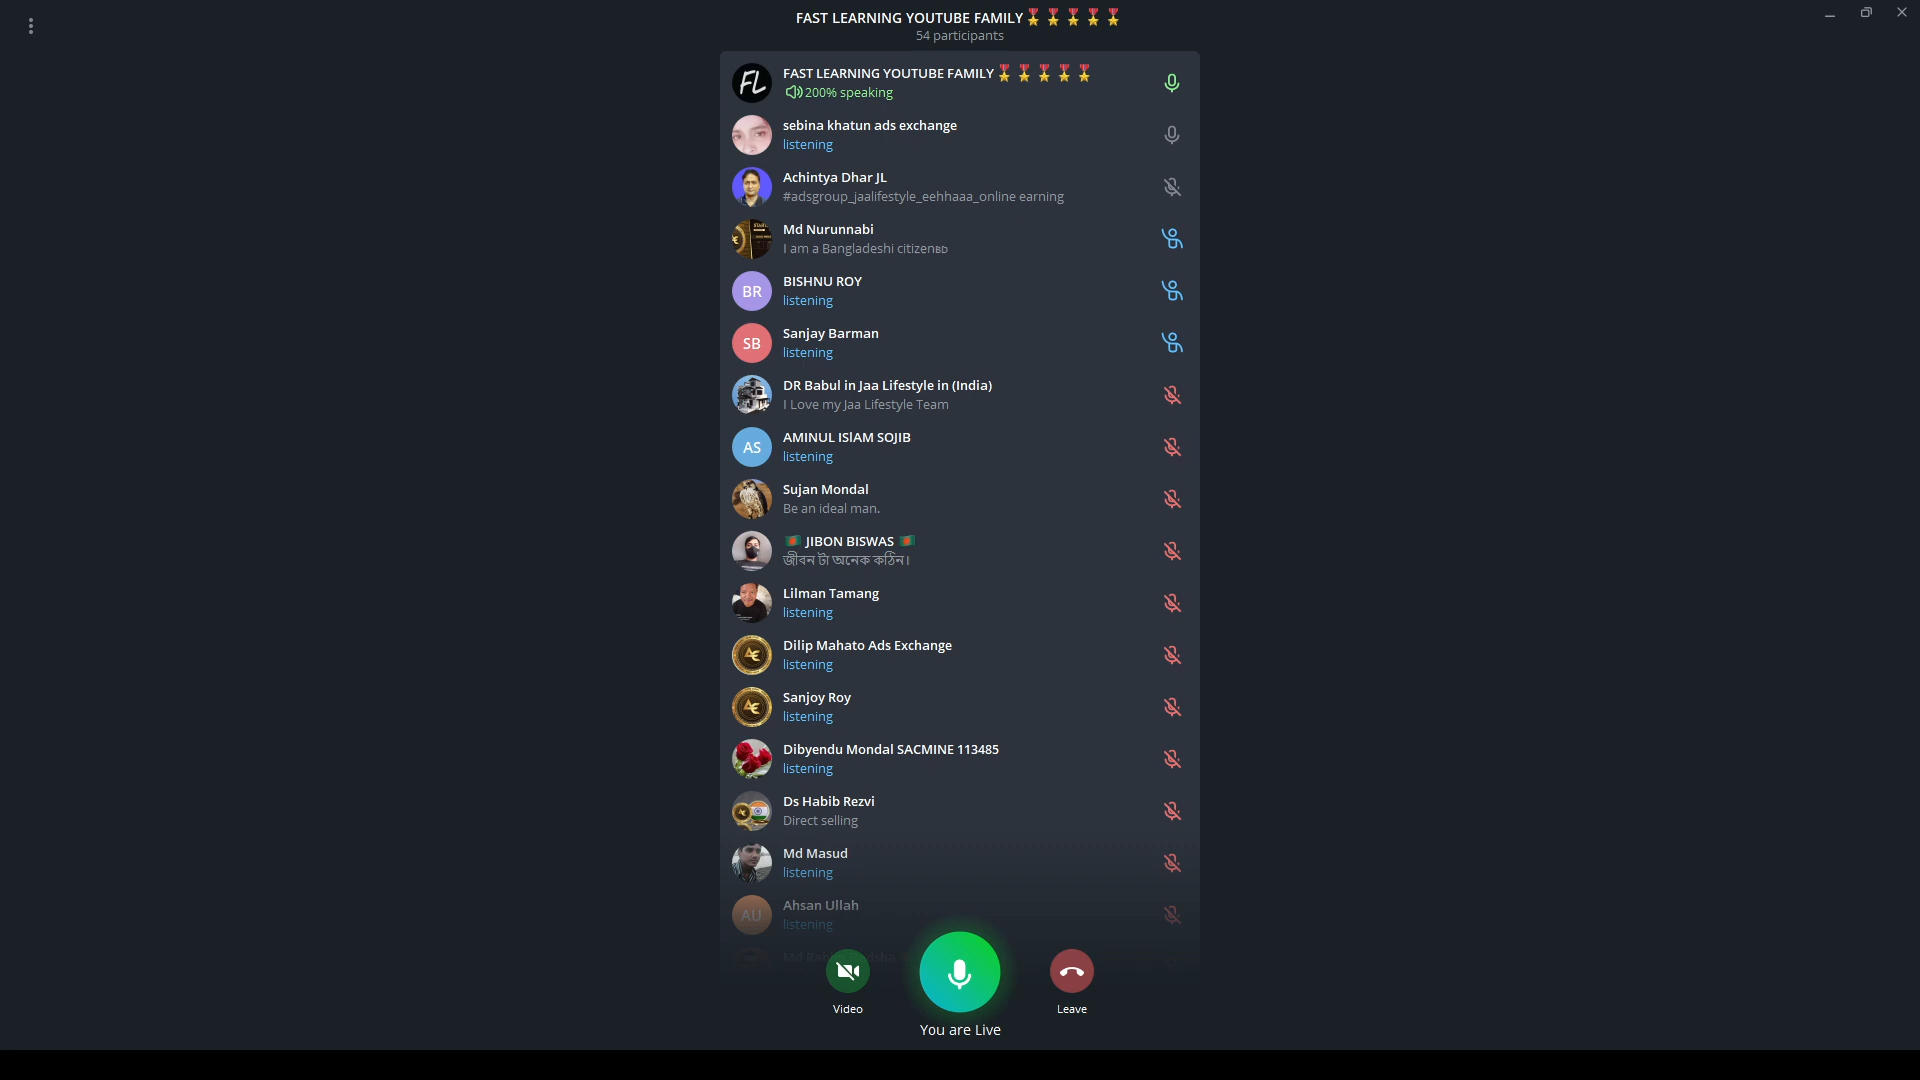 FAST LEARNING YOUTUBE FAMILY🎖🎖🎖🎖🎖
54 participants
FL
FAST LEARNING YOUTUBE FAMILY🎖🎖🎖🎖🎖
200% speaking
sebina khatun ads exchange
listening
Achintya Dhar JL
#adsgroup_jaalifestyle_eehhaaa_online earning
Md Nurunnabi
I am a Bangladeshi citizenBD
BR
BISHNU ROY
listening
SB
Sanjay Barman
listening
DR Babul in Jaa Lifestyle in (India)
I Love my Jaa Lifestyle Team
AS
AMINUL ISlAM SOJIB
listening
Sujan Mondal
Be an ideal man.
🇧🇩 JIBON BISWAS 🇧🇩
জীবন টা অনেক কঠিন।
Lilman Tamang
listening
Dilip Mahato Ads Exchange
listening
Sanjoy Roy
listening
Dibyendu Mondal SACMINE 113485
listening
Ds Habib Rezvi
Direct selling
Md Masud
listening
AU
Ahsan Ullah
listening
Md
Video
Leave
You are Live